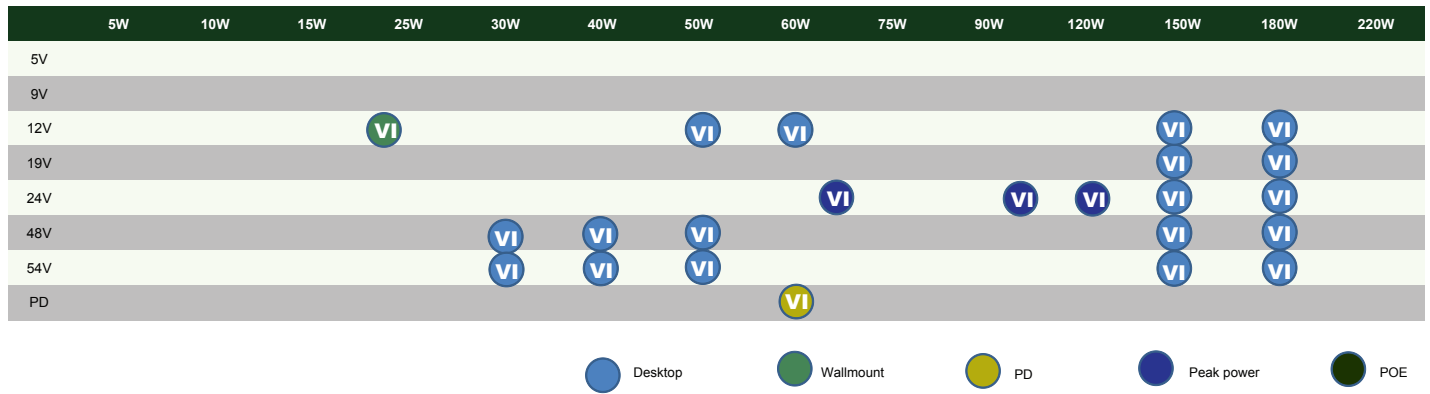 5W 10W 15W 25W 30W 40W 50W 60W 75W 90W 120W 150W 180W 220W
5V
9V
12V VI VI VI VI VI
19V VI VI
24V VI VI VI VI VI
48V VI VI VI VI VI
54V VI VI VI VI VI
PD VI
Desktop Wallmount PD Peak power POE